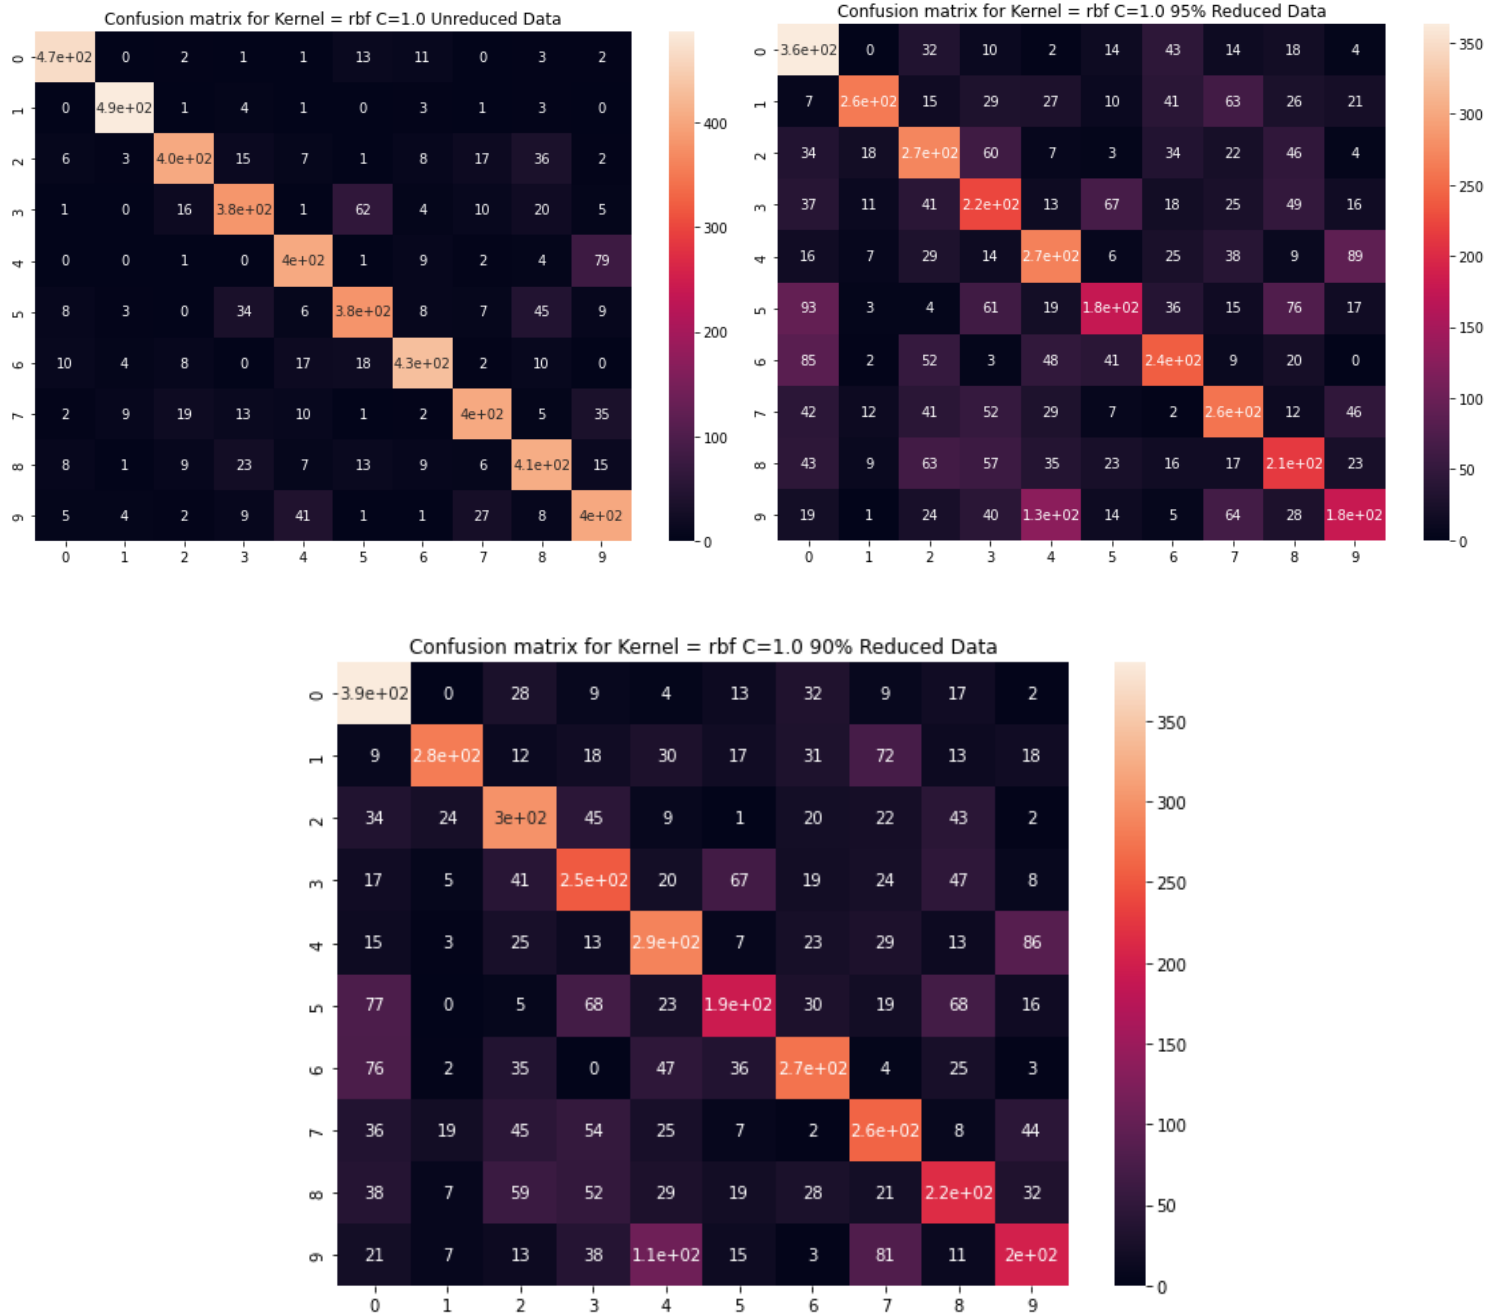 Confusion matrix for Kernel = rbf C=1.0 Unreduced Data
0 4.7e+02 0 2 1 1 13 11 0 3 2
1 0 4.9e+02 1 4 1 0 3 1 3 0
2 6 3 4.0e+02 15 7 1 8 17 36 2
3 1 0 16 3.8e+02 1 62 4 10 20 5
4 0 0 1 0 4e+02 1 9 2 4 79
5 8 3 0 34 6 3.8e+02 8 7 45 9
6 10 4 8 0 17 18 4.3e+02 2 10 0
7 2 9 19 13 10 1 2 4e+02 5 35
8 8 1 9 23 7 13 9 6 4.1e+02 15
9 5 4 2 9 41 1 1 27 8 4e+02
0 1 2 3 4 5 6 7 8 9
400
300
200
100
0
Confusion matrix for Kernel = rbf C=1.0 95% Reduced Data
0 3.6e+02 0 32 10 2 14 43 14 18 4
1 7 2.6e+02 15 29 27 10 41 63 26 21
2 34 18 2.7e+02 60 7 3 34 22 46 4
3 37 11 41 2.2e+02 13 67 18 25 49 16
4 16 7 29 14 2.7e+02 6 25 38 9 89
5 93 3 4 61 19 1.8e+02 36 15 76 17
6 85 2 52 3 48 41 2.4e+02 9 20 0
7 42 12 41 52 29 7 2 2.6e+02 12 46
8 43 9 63 57 35 23 16 17 2.1e+02 23
9 19 1 24 40 1.3e+02 14 5 64 28 1.8e+02
0 1 2 3 4 5 6 7 8 9
350
300
250
200
150
100
50
0
Confusion matrix for Kernel = rbf C=1.0 90% Reduced Data
0 3.9e+02 0 28 9 4 13 32 9 17 2
1 9 2.8e+02 12 18 30 17 31 72 13 18
2 34 24 3e+02 45 9 1 20 22 43 2
3 17 5 41 2.5e+02 20 67 19 24 47 8
4 15 3 25 13 2.9e+02 7 23 29 13 86
5 77 0 5 68 23 1.9e+02 30 19 68 16
6 76 2 35 0 47 36 2.7e+02 4 25 3
7 36 19 45 54 25 7 2 2.6e+02 8 44
8 38 7 59 52 29 19 28 21 2.2e+02 32
9 21 7 13 38 1.1e+02 15 3 81 11 2e+02
0 1 2 3 4 5 6 7 8 9
350
300
250
200
150
100
50
0